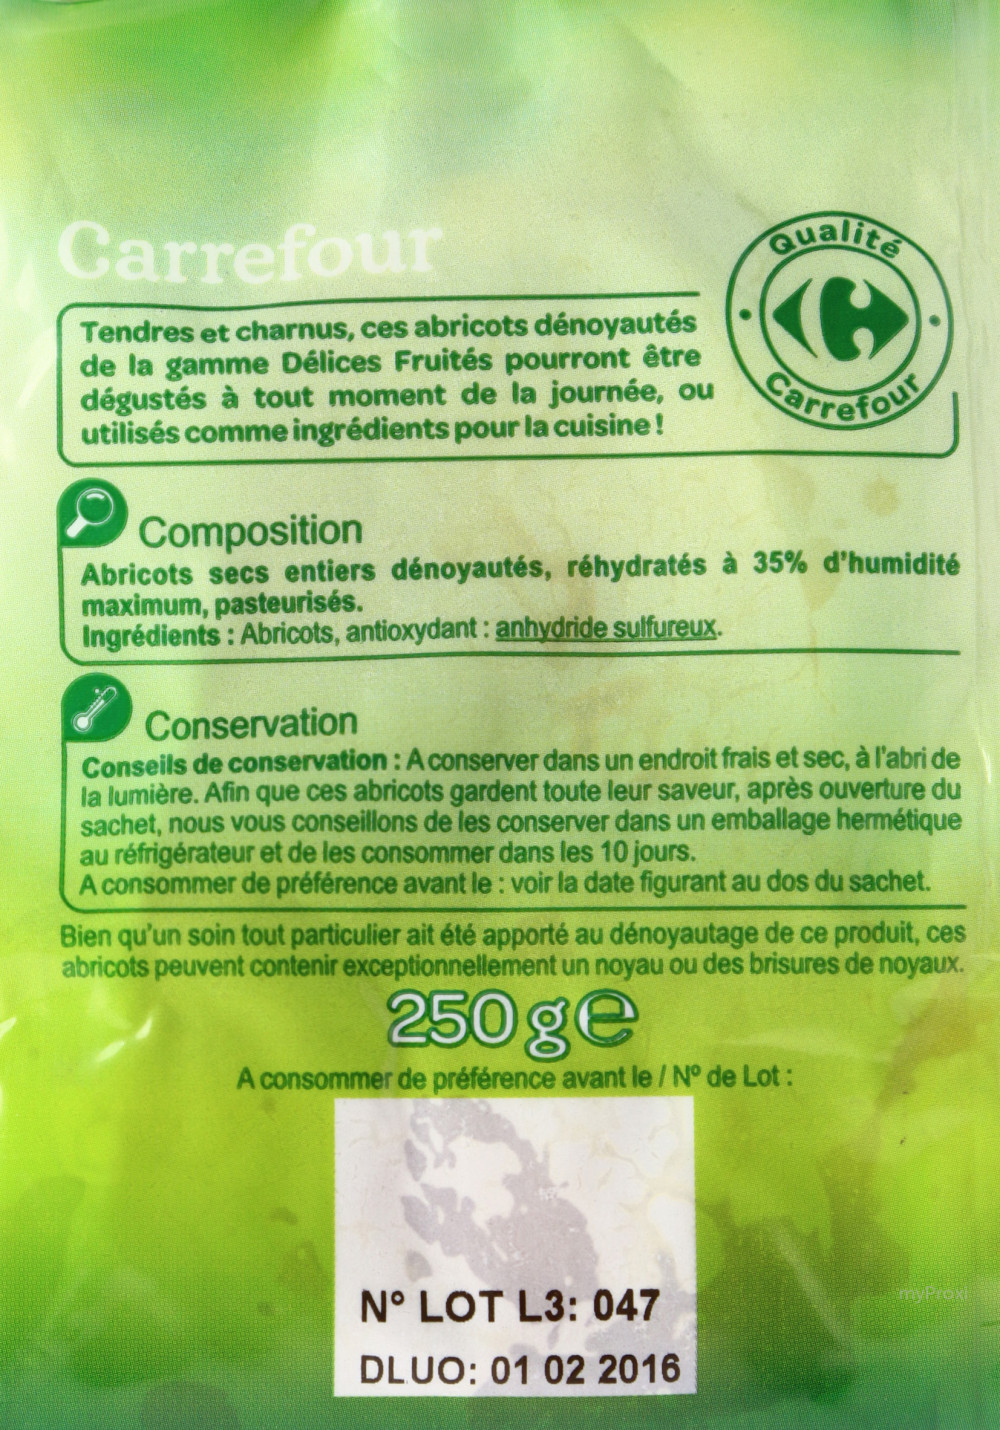 Carrefour
Qualité
Carrefour
Tendres et charnus, ces abricots dénoyautés
de la gamme Délices Fruités pourront être
dégustés à tout moment de la journée, ou
utilisés comme ingrédients pour la cuisine !
Composition
Abricots secs entiers dénoyautés, réhydratés à 35% d'humidité
maximum, pasteurisés.
Ingrédients : Abricots, antioxydant : anhydride sulfureux.
Conservation
Conseils de conservation : A conserver dans un endroit frais et sec, à l'abri de
la lumière. Afin que ces abricots gardent toute leur saveur, après ouverture du
sachet, nous vous conseillons de les conserver dans un emballage hermétique
au réfrigérateur et de les consommer dans les 10 jours.
A consommer de préférence avant le : voir la date figurant au dos du sachet.
Bien qu'un soin tout particulier ait été apporté au dénoyautage de ce produit, ces
abricots peuvent contenir exceptionnellement un noyau ou des brisures de noyaux.
250 g e
A consommer de préférence avant le / Nº de Lot :
myProxi
N° LOT L3: 047
DLUO: 01 02 2016